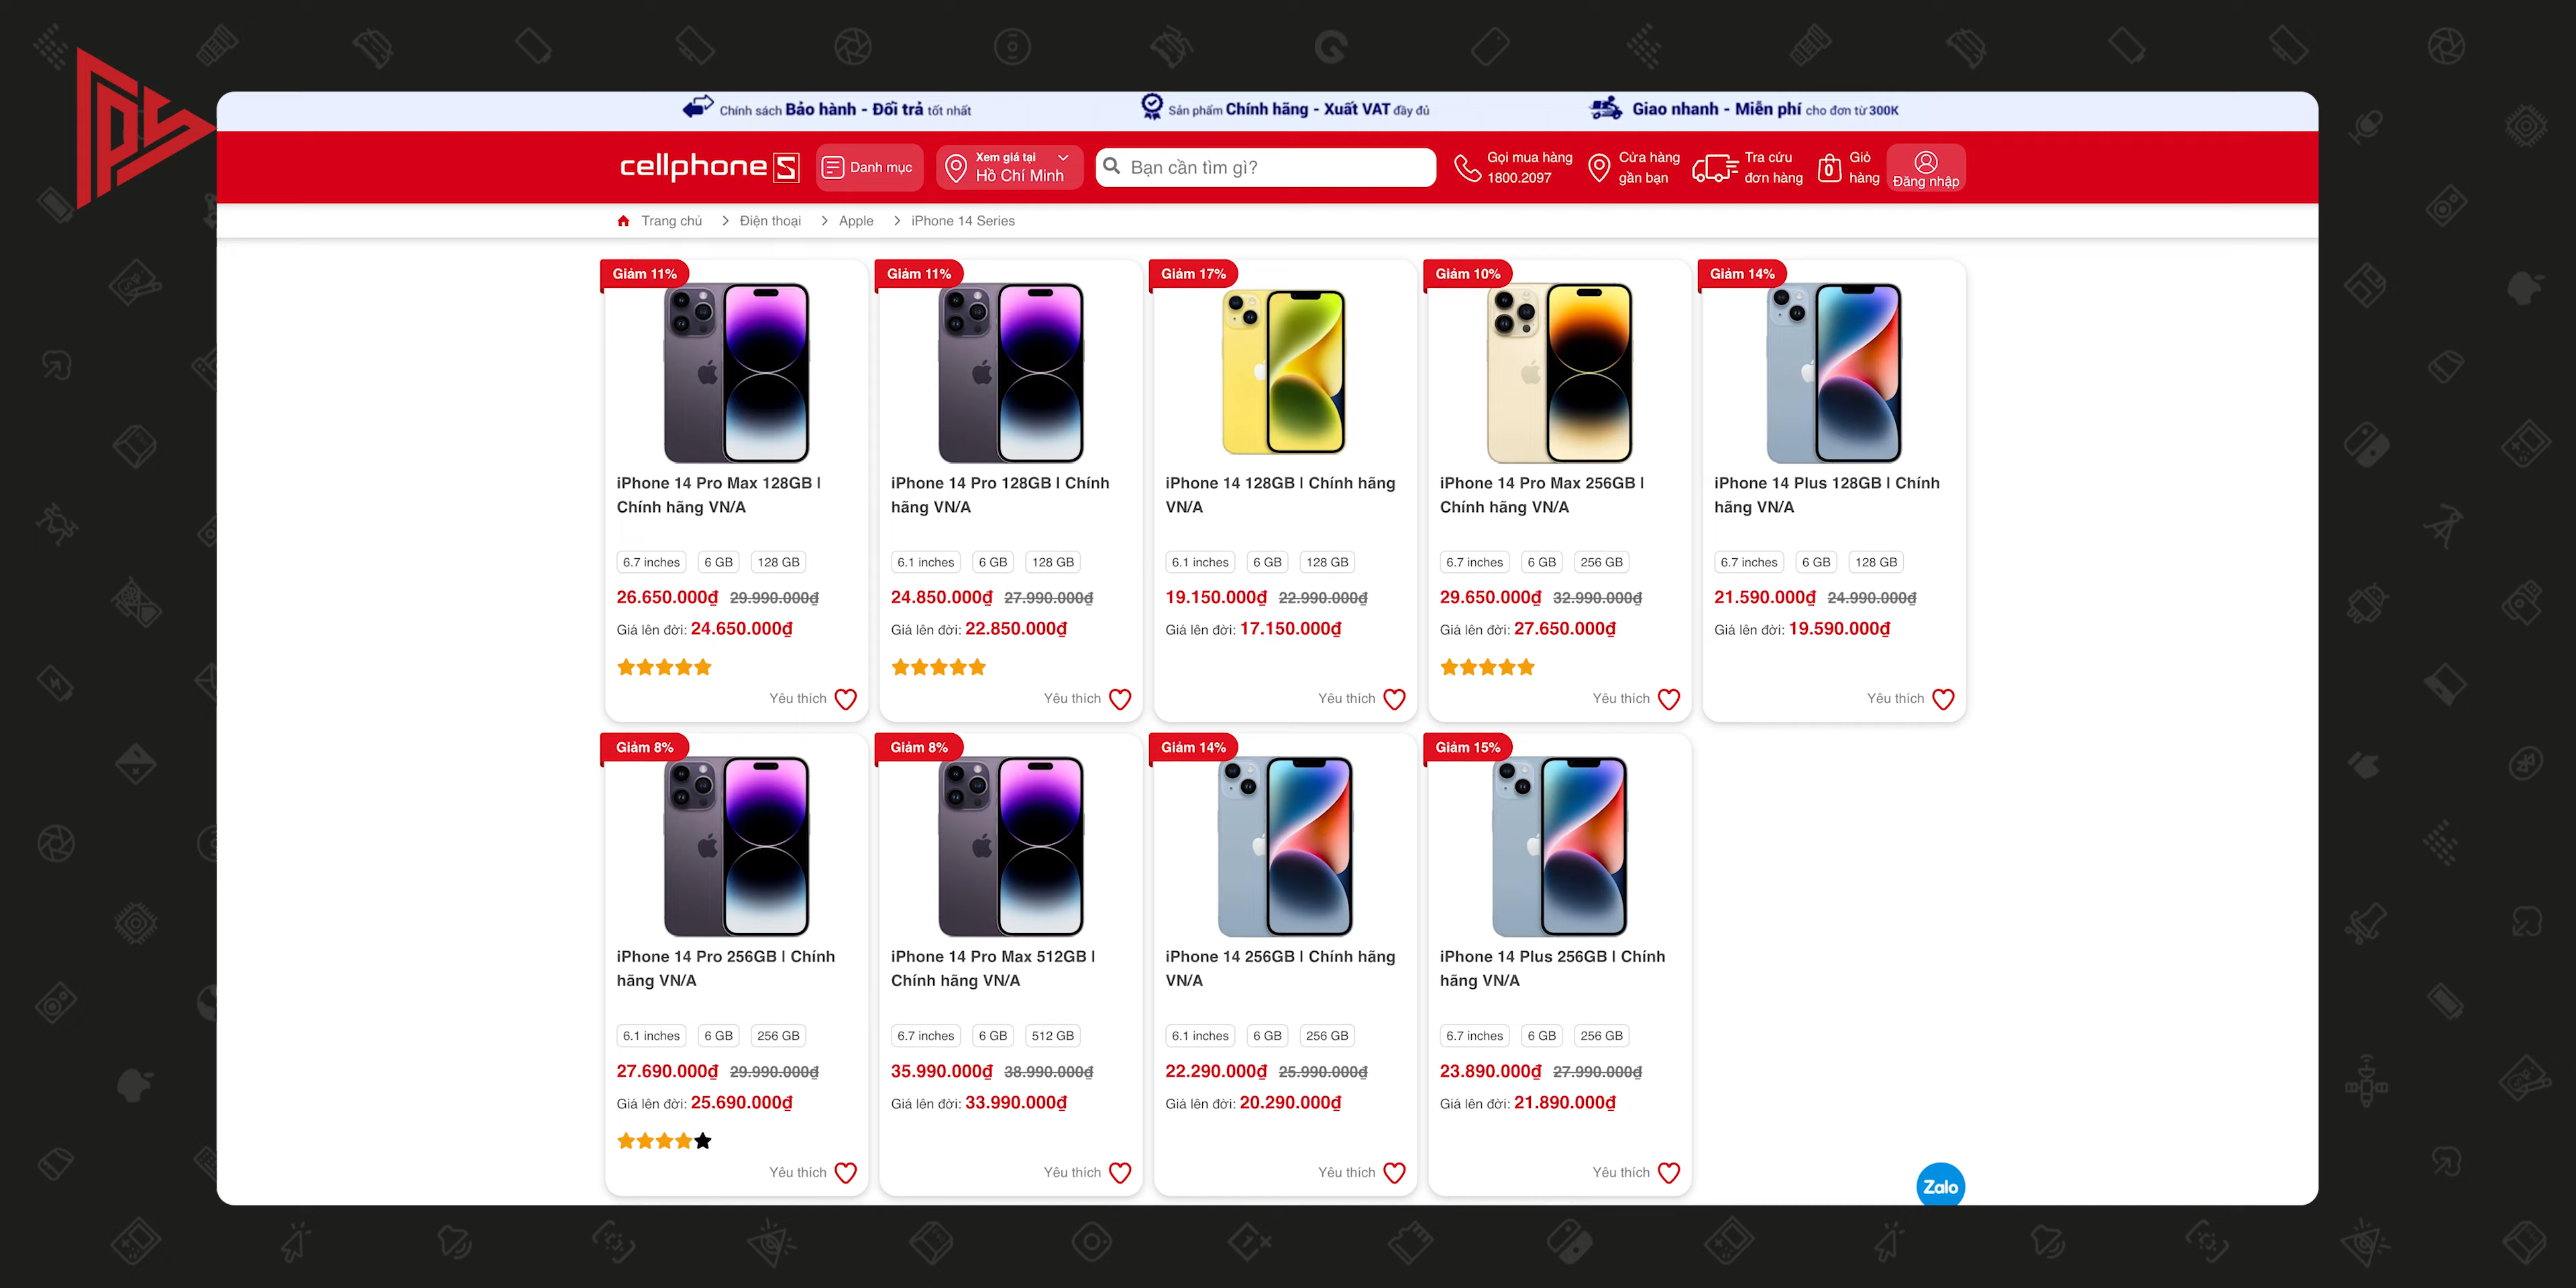 Chính sách Bảo hành - Đổi trả tốt nhất
Sản phẩm Chính hãng - Xuất VAT đầy đủ
Giao nhanh - Miễn phí cho đơn từ 300K
cellphoneS
Danh mục
Xem giá tại
Hồ Chí Minh
Bạn cần tìm gì?
Gọi mua hàng
1800.2097
Cửa hàng
gần bạn
Tra cứu
đơn hàng
0
Giỏ
hàng
Đăng nhập
Trang chủ > Điện thoại > Apple > iPhone 14 Series
Giảm 11%
iPhone 14 Pro Max 128GB |
Chính hãng VN/A
6.7 inches 6 GB 128 GB
26.650.000₫ 29.990.000₫
Giá lên đời: 24.650.000₫
Yêu thích
Giảm 11%
iPhone 14 Pro 128GB | Chính
hãng VN/A
6.1 inches 6 GB 128 GB
24.850.000₫ 27.990.000₫
Giá lên đời: 22.850.000₫
Yêu thích
Giảm 17%
iPhone 14 128GB | Chính hãng
VN/A
6.1 inches 6 GB 128 GB
19.150.000₫ 22.990.000₫
Giá lên đời: 17.150.000₫
Yêu thích
Giảm 10%
iPhone 14 Pro Max 256GB |
Chính hãng VN/A
6.7 inches 6 GB 256 GB
29.650.000₫ 32.990.000₫
Giá lên đời: 27.650.000₫
Yêu thích
Giảm 14%
iPhone 14 Plus 128GB | Chính
hãng VN/A
6.7 inches 6 GB 128 GB
21.590.000₫ 24.990.000₫
Giá lên đời: 19.590.000₫
Yêu thích
Giảm 8%
iPhone 14 Pro 256GB | Chính
hãng VN/A
6.1 inches 6 GB 256 GB
27.690.000₫ 29.990.000₫
Giá lên đời: 25.690.000₫
Yêu thích
Giảm 8%
iPhone 14 Pro Max 512GB |
Chính hãng VN/A
6.7 inches 6 GB 512 GB
35.990.000₫ 38.990.000₫
Giá lên đời: 33.990.000₫
Yêu thích
Giảm 14%
iPhone 14 256GB | Chính hãng
VN/A
6.1 inches 6 GB 256 GB
22.290.000₫ 25.990.000₫
Giá lên đời: 20.290.000₫
Yêu thích
Giảm 15%
iPhone 14 Plus 256GB | Chính
hãng VN/A
6.7 inches 6 GB 256 GB
23.890.000₫ 27.990.000₫
Giá lên đời: 21.890.000₫
Yêu thích
Zalo